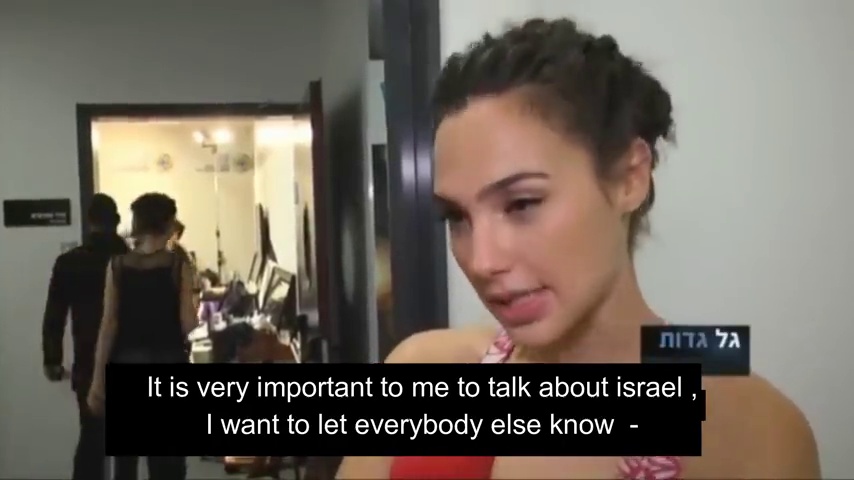 גל גדות
It is very important to me to talk about israel ,
I want to let everybody else know -